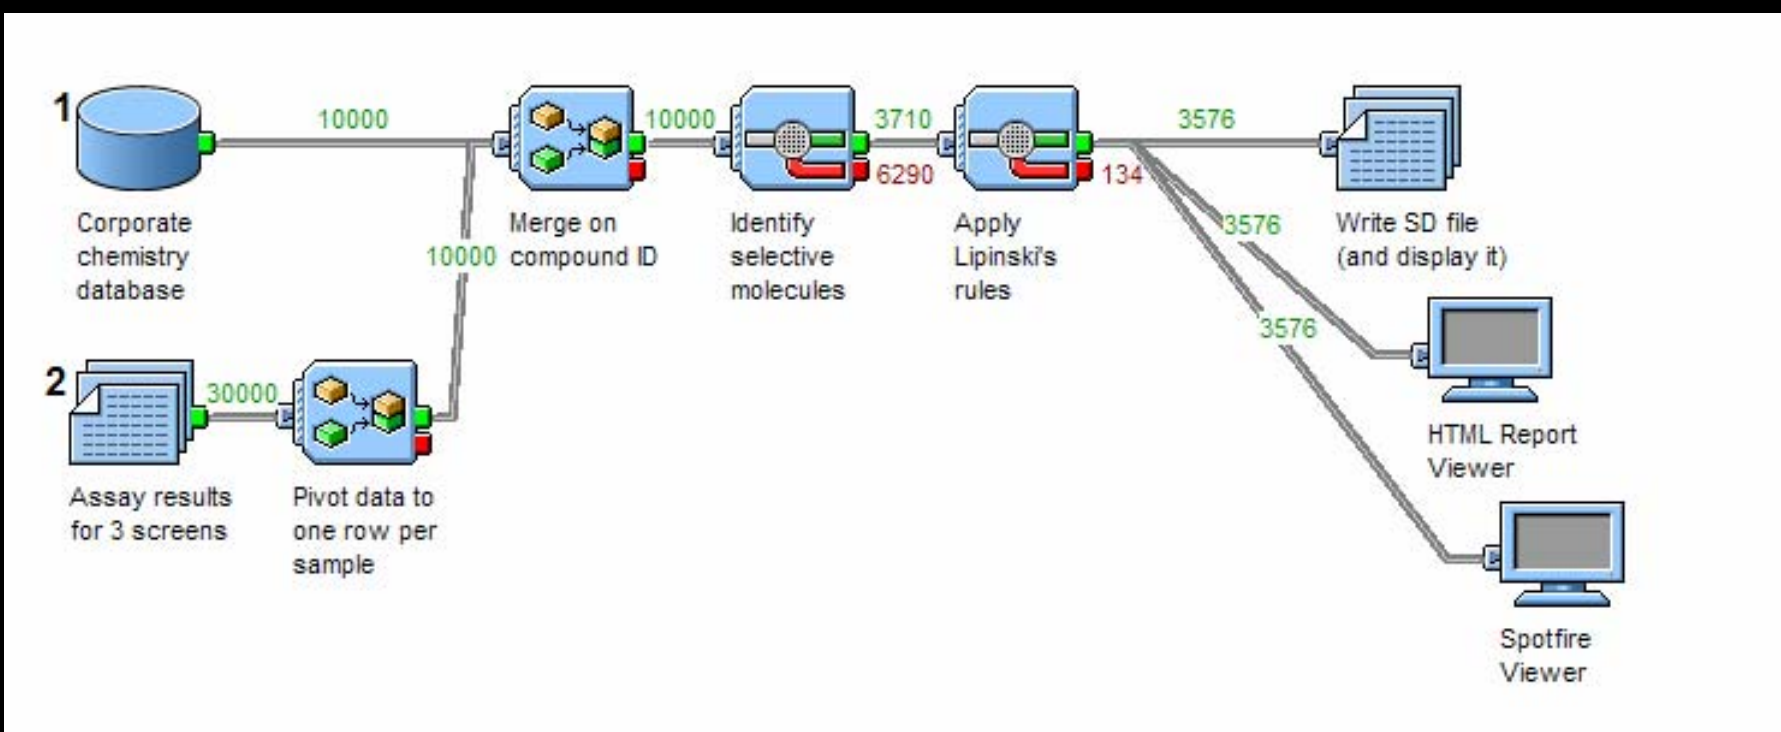 1
10000
Corporate
chemistry
database
10000
Merge on
compound ID
10000
Identify
selective
molecules
3710
6290
Apply
Lipinski's
rules
134
3576
Write SD file
(and display it)
3576
HTML Report
Viewer
3576
Spotfire
Viewer
2
30000
Assay results
for 3 screens
Pivot data to
one row per
sample